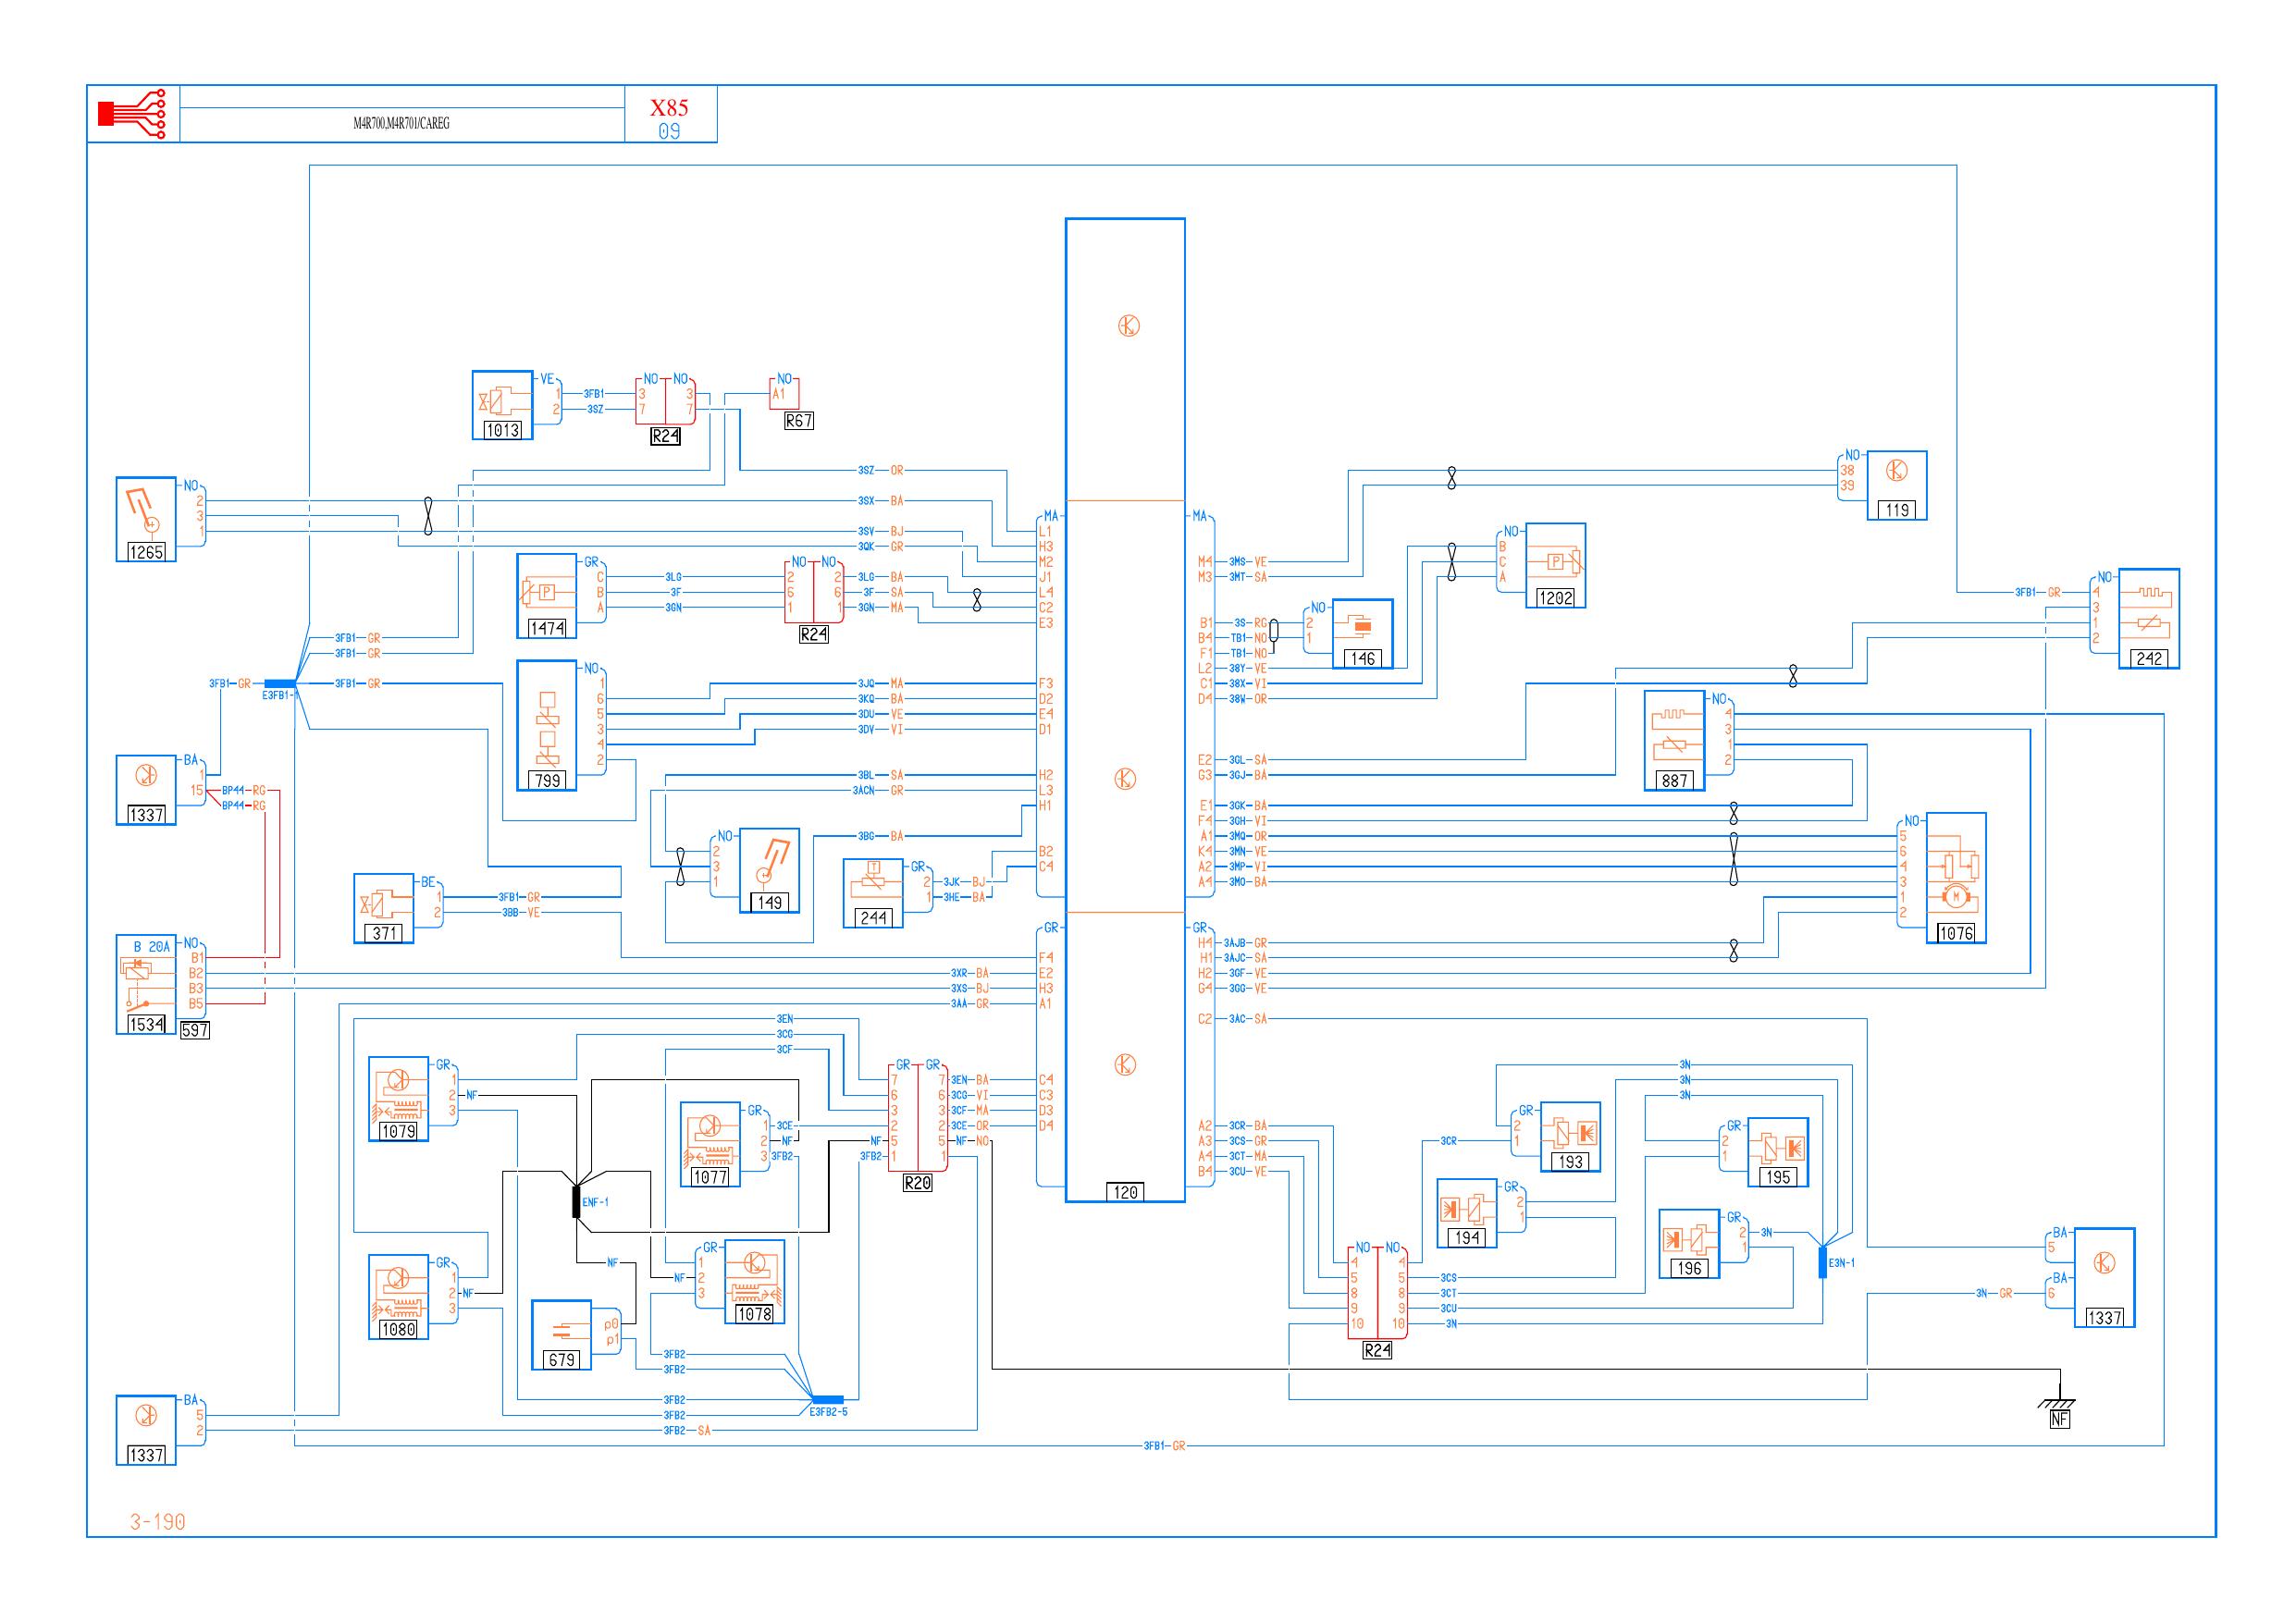 X85
M4R700,M4R701/CAREG
09
VE NO NO NO
1 3FB1 3 3 A1
2 3SZ 7 7
1013 R24 R67
NO
2
3
1
1265
3SZ OR L1
3SX BA H3
3SV BJ
3QK GR M2
MA MA
J1
GR NO NO
C 3LG 2 2 3LG BA L4
B 3F 6 6 3F SA C2
A 3GN 1 1 3GN MA E3
1474 R24
3FB1 GR
3FB1 GR
3FB1 GR 3FB1 GR
E3FB1-1
NO
1
6 3JQ MA F3
5 3KQ BA D2
3 3DU VE E4
4 3DV VI D1
2
799
BA
1
15 BP44 RG
BP44 RG
1337
3BL SA H2
3ACN GR L3
H1
3BG BA
NO
2
3
1
149
B2
C4
GR
2 3JK BJ
1 3HE BA
244
BE
1 3FB1 GR
2 3BB VE
371
B 20A NO
B1
B2
B3
B5
1534 597
GR GR
F4
3XR BA E2
3XS BJ H3
3AA GR A1
3EN
3CG
3CF
GR
1
2 NF
3
1079
GR GR
7 7 3EN BA C4
6 6 3CG VI C3
3 3 3CF MA D3
2 2 3CE OR D4
NF 5 5 NF NO
3FB2 1 1
R20
GR
1 3CE
2 NF
3 3FB2
1077
ENF-1
GR
1
2 NF
3
1080
NF
GR
1
NF 2
3
1078
p0
p1
679
3FB2
3FB2
3FB2
3FB2
3FB2 SA
E3FB2-5
BA
5
2
1337
120
NO
38
39
119
M4 3MS VE
M3 3MT SA
NO
B
C
A
1202
B1 3S RG
B4 TB1 NO
F1 TB1 NO
L2 38Y VE
C1 38X VI
D4 38W OR
NO
2
1
146
NO
3FB1 GR 4
3
1
2
242
NO
4
3
1
2
887
E2 3GL SA
G3 3GJ BA
E1 3GK BA
F4 3GH VI
A1 3MQ OR
K4 3MN VE
A2 3MP VI
A4 3MO BA
NO
5
6
4
3
1
2
1076
M
H4 3AJB GR
H1 3AJC SA
H2 3GF VE
G4 3GG VE
C2 3AC SA
3N
3N
3N
A2 3CR BA
A3 3CS GR
A4 3CT MA
B4 3CU VE
3CR
GR
2
1
193
GR
2
1
195
GR
2
1
194
GR
2 3N
1
196
E3N-1
NO NO
4 4
5 5 3CS
8 8 3CT
9 9 3CU
10 10 3N
R24
BA
5
BA
3N GR 6
1337
NF
3FB1 GR
3-190